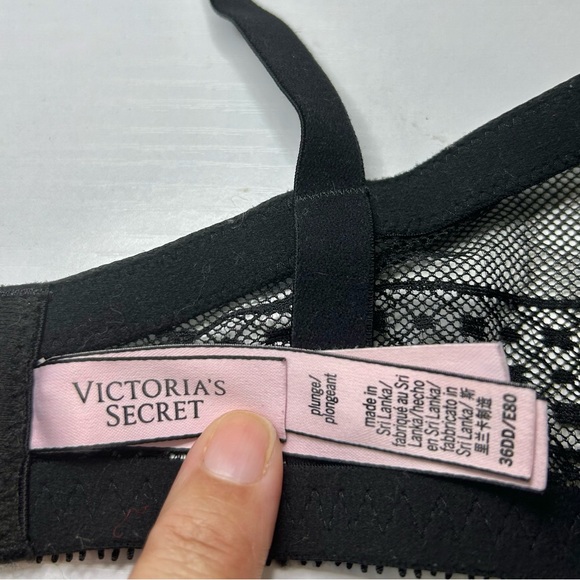 VICTORIA'S
SECRET
plunge/
plongeant
made in
Sri Lanka/
fabriqué au Sri
Lanka/hecho
en Sri Lanka/
fabbricato in
Sri Lanka/ 斯
里兰卡制造
36DD/E80